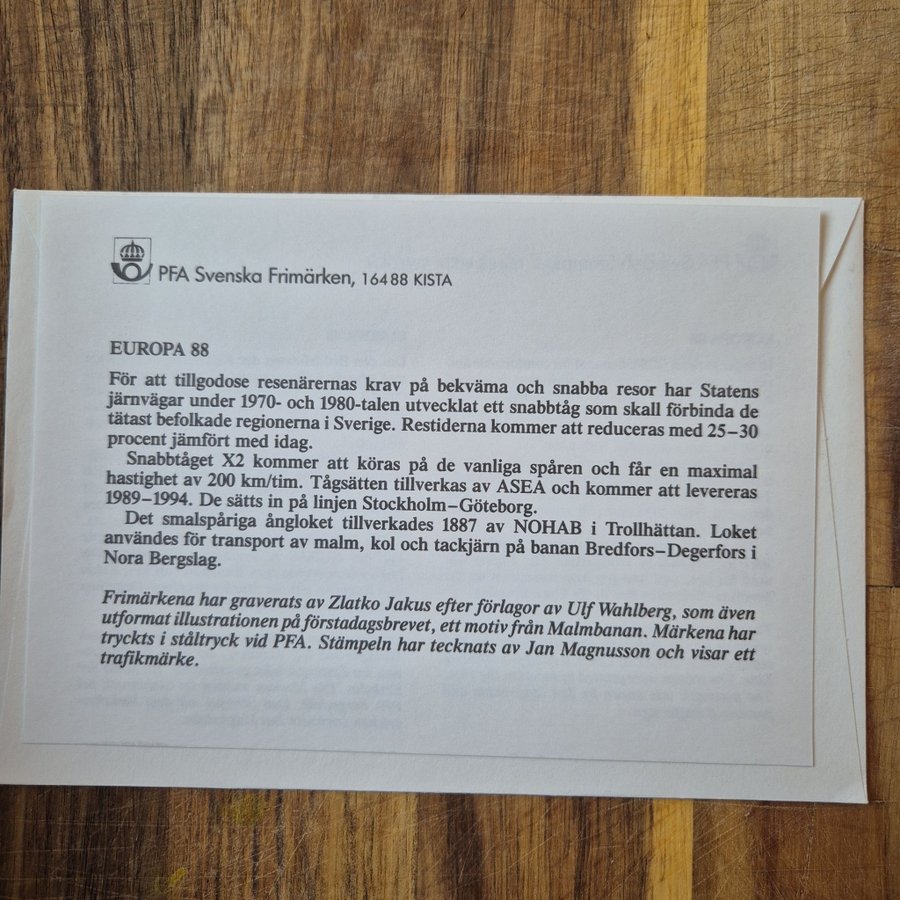 PFA Svenska Frimärken, 164 88 KISTA
EUROPA 88
För att tillgodose resenärernas krav på bekväma och snabba resor har Statens
järnvägar under 1970- och 1980-talen utvecklat ett snabbtåg som skall förbinda de
tätast befolkade regionerna i Sverige. Restiderna kommer att reduceras med 25–30
procent jämfört med idag.
Snabbtåget X2 kommer att köras på de vanliga spåren och får en maximal
hastighet av 200 km/tim. Tågsätten tillverkas av ASEA och kommer att levereras
1989–1994. De sätts in på linjen Stockholm–Göteborg.
Det smalspåriga ångloket tillverkades 1887 av NOHAB i Trollhättan. Loket
användes för transport av malm, kol och tackjärn på banan Bredfors–Degerfors i
Nora Bergslag.
Frimärkena har graverats av Zlatko Jakus efter förlagor av Ulf Wahlberg, som även
utformat illustrationen på förstadagsbrevet, ett motiv från Malmbanan. Märkena har
tryckts i ståltryck vid PFA. Stämpeln har tecknats av Jan Magnusson och visar ett
trafikmärke.